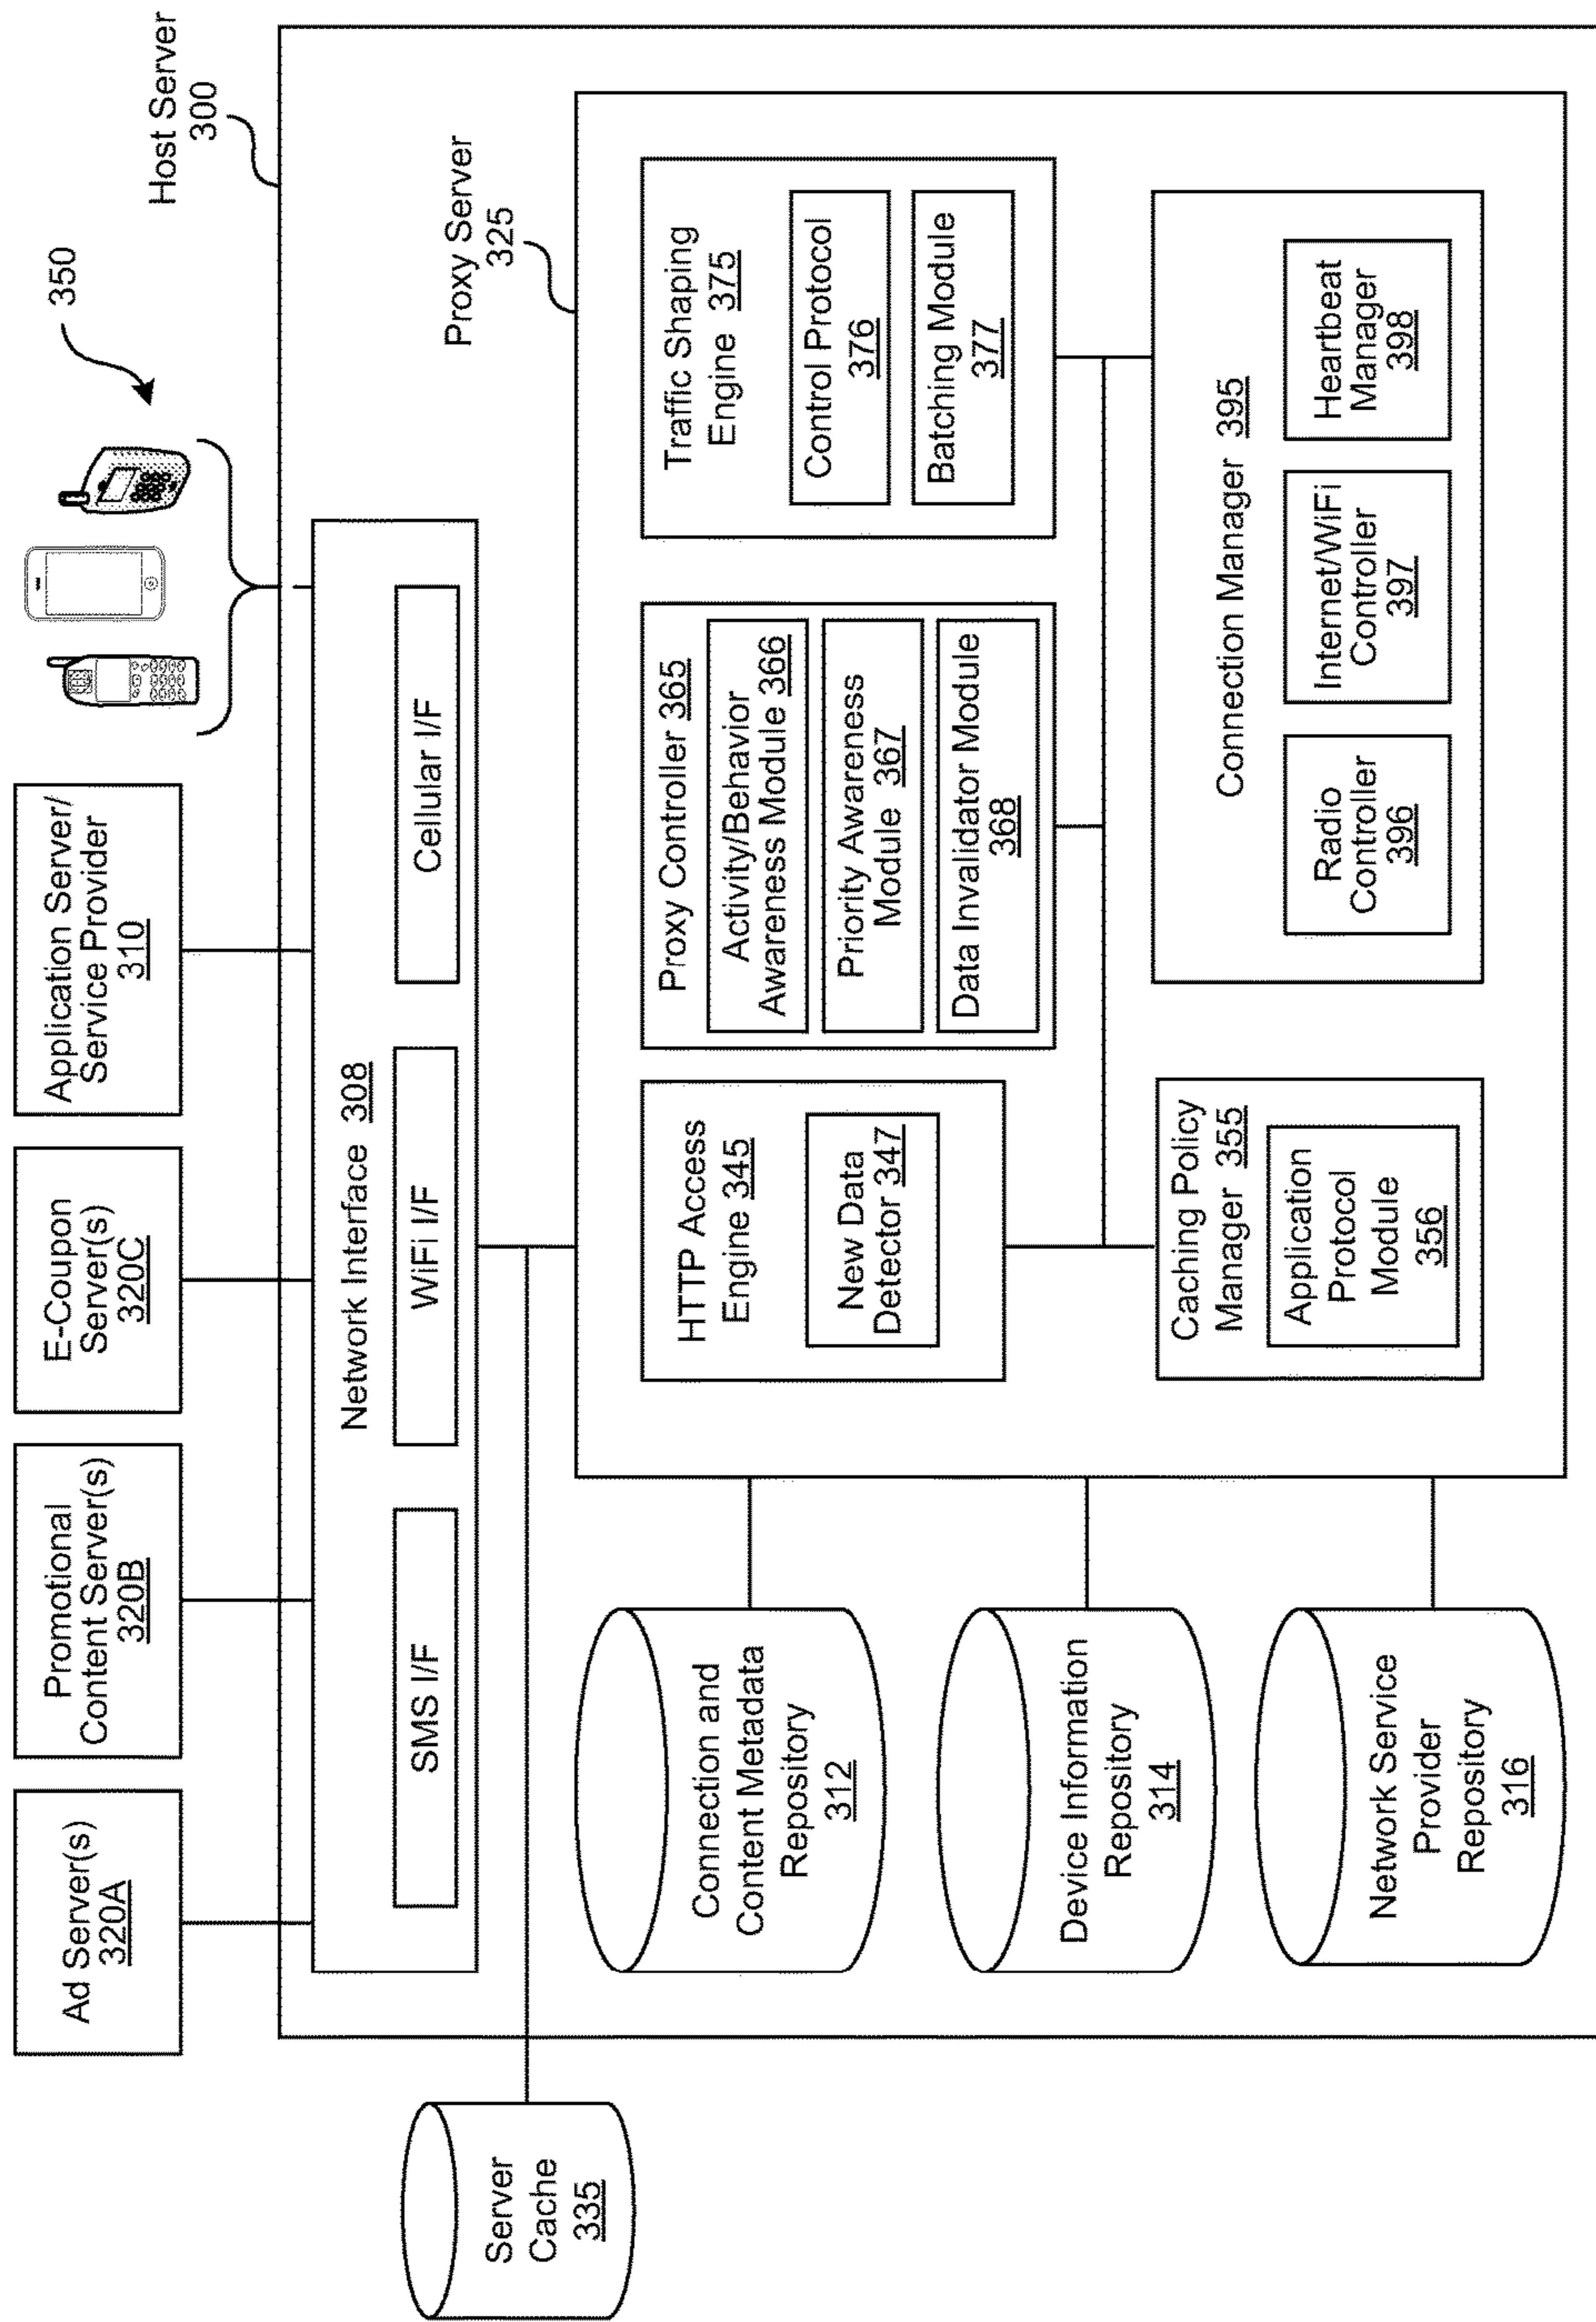 Ad Server(s)
320A
Promotional
Content Server(s)
320B
E-Coupon
Server(s)
320C
Application Server/
Service Provider
310
350
Host Server
300
Network Interface 308
SMS I/F
WiFi I/F
Cellular I/F
Server
Cache
335
Proxy Server
325
Connection and
Content Metadata
Repository
312
Device Information
Repository
314
Network Service
Provider
Repository
316
HTTP Access
Engine 345
New Data
Detector 347
Proxy Controller 365
Activity/Behavior
Awareness Module 366
Priority Awareness
Module 367
Data Invalidator Module
368
Traffic Shaping
Engine 375
Control Protocol
376
Batching Module
377
Caching Policy
Manager 355
Application
Protocol
Module
356
Connection Manager 395
Radio
Controller
396
Internet/WiFi
Controller
397
Heartbeat
Manager
398